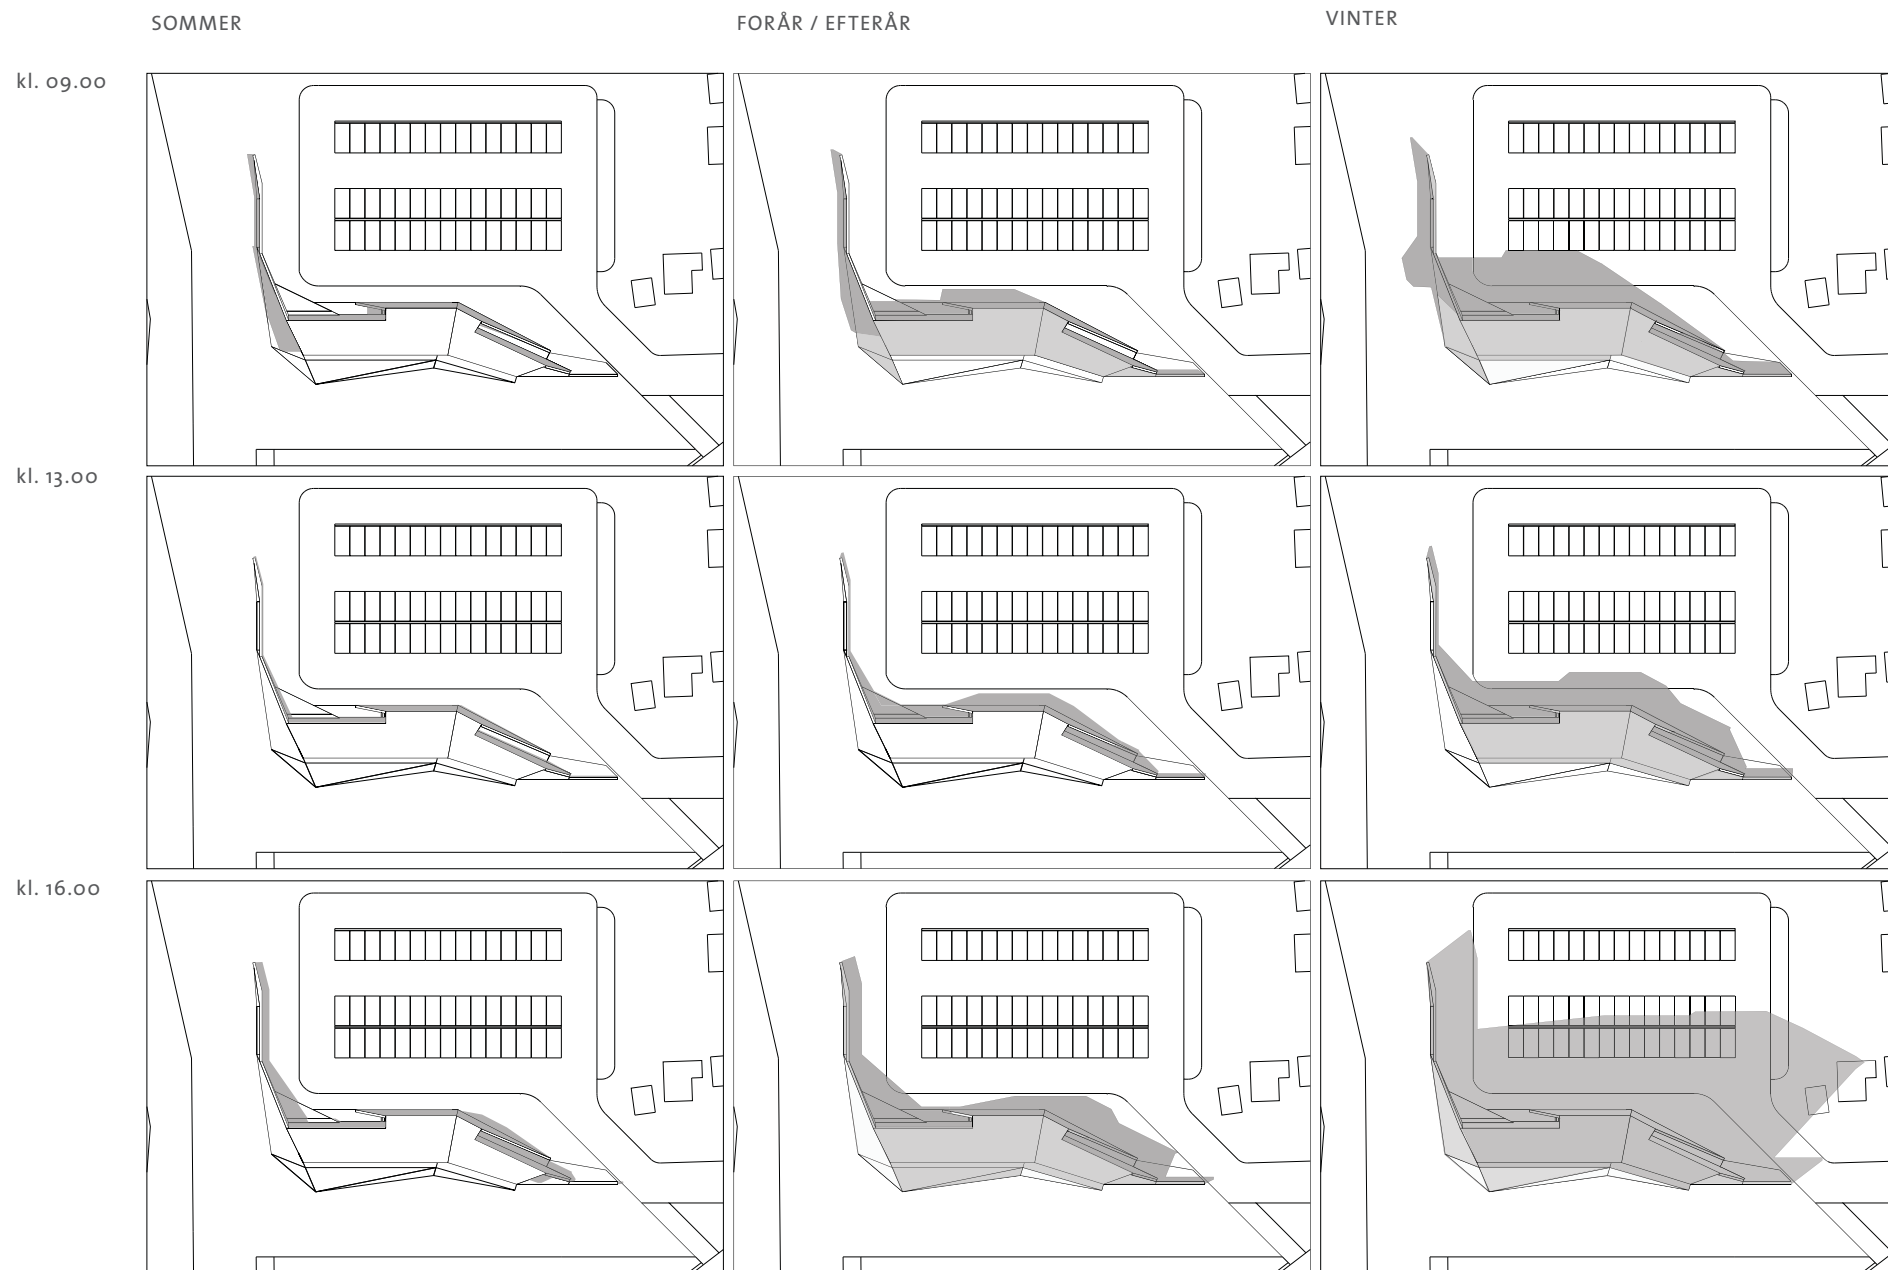 SOMMER
FORÅR / EFTERÅR
VINTER
kl. 09.00
kl. 13.00
kl. 16.00